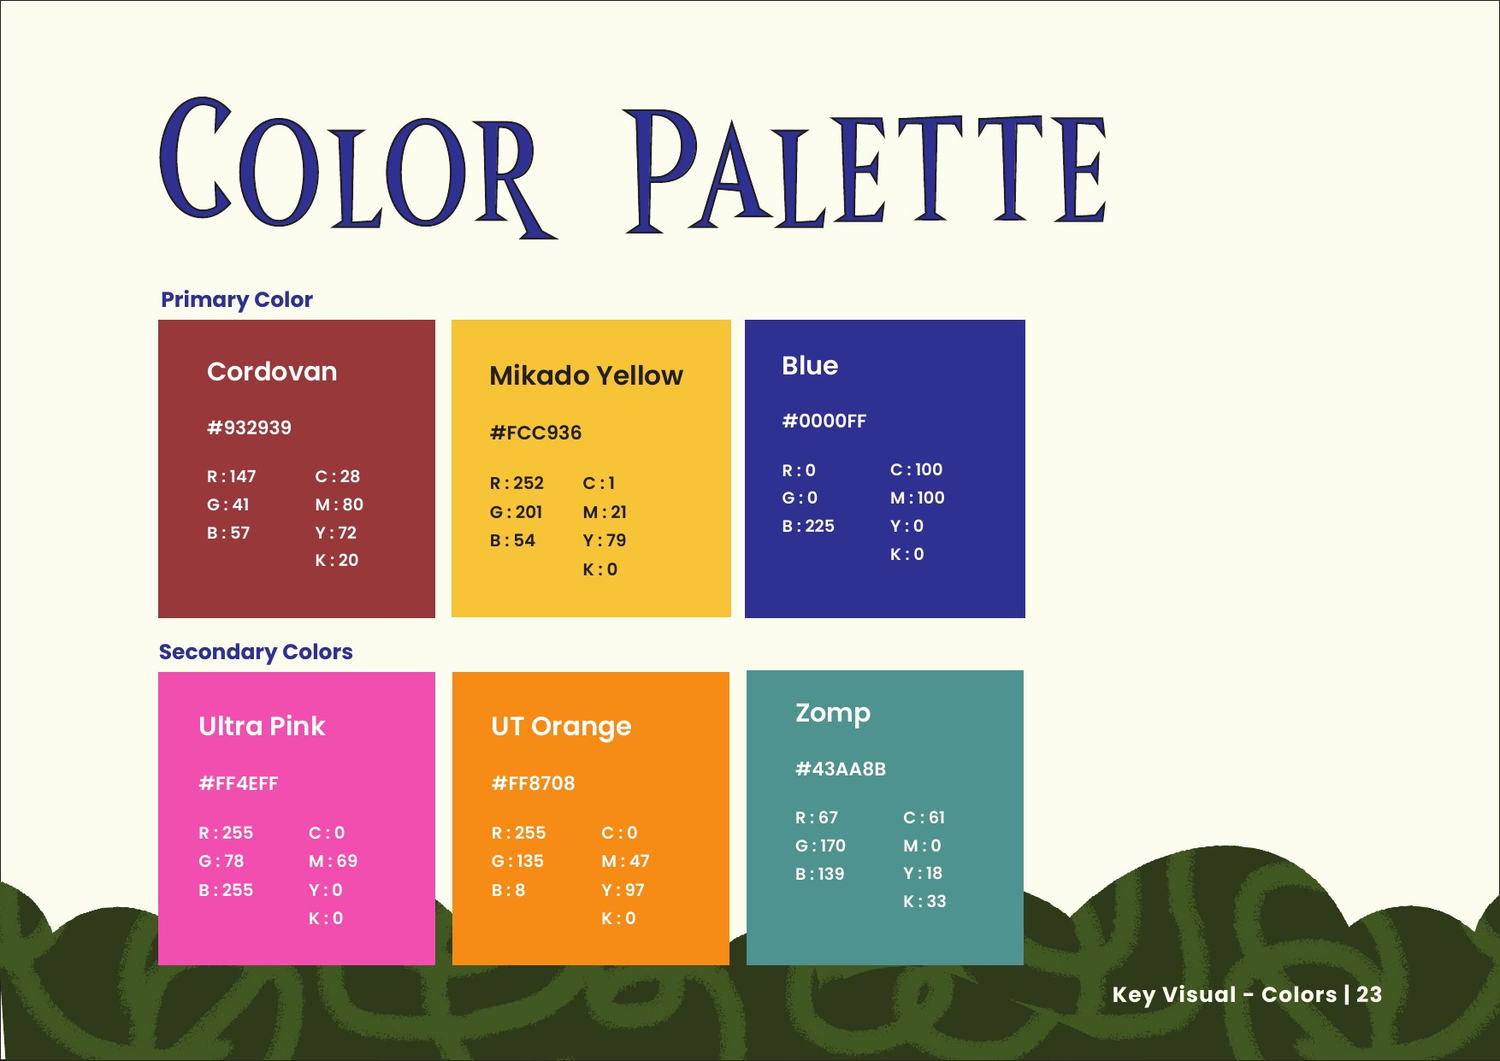 COLOR PALETTE
Primary Color
Cordovan
#932939
R : 147 C : 28
G : 41 M : 80
B : 57 Y : 72
K : 20
Mikado Yellow
#FCC936
R : 252 C : 1
G : 201 M : 21
B : 54 Y : 79
K : 0
Blue
#0000FF
R : 0 C : 100
G : 0 M : 100
B : 225 Y : 0
K : 0
Secondary Colors
Ultra Pink
#FF4EFF
R : 255 C : 0
G : 78 M : 69
B : 255 Y : 0
K : 0
UT Orange
#FF8708
R : 255 C : 0
G : 135 M : 47
B : 8 Y : 97
K : 0
Zomp
#43AA8B
R : 67 C : 61
G : 170 M : 0
B : 139 Y : 18
K : 33
Key Visual - Colors | 23